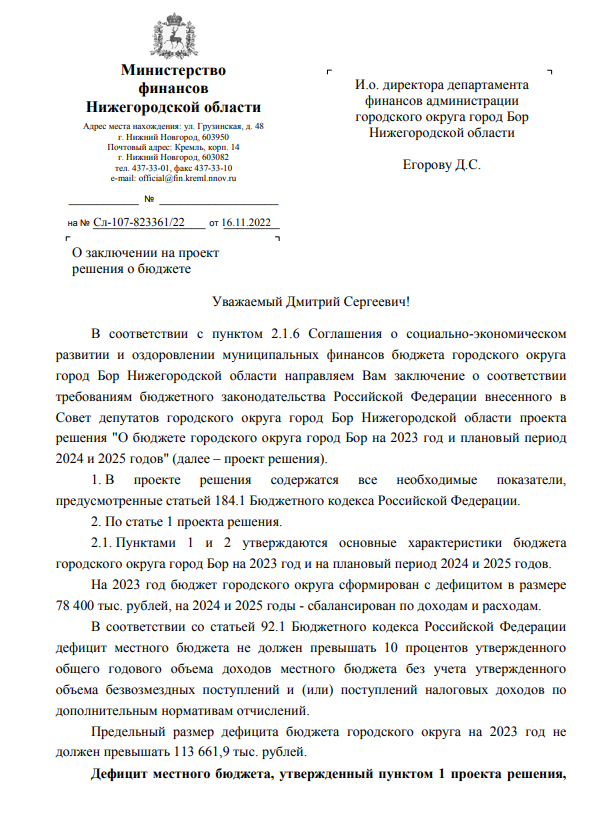 Министерство
финансов
Нижегородской области
Адрес места нахождения: ул. Грузинская, д. 48
г. Нижний Новгород, 603950
Почтовый адрес: Кремль, корп. 14
г. Нижний Новгород, 603082
тел. 437-33-01, факс 437-33-10
e-mail: official@fin.kreml.nnov.ru
№
на № Сл-107-823361/22 от 16.11.2022
О заключении на проект
решения о бюджете
И.о. директора департамента
финансов администрации
городского округа город Бор
Нижегородской области
Егорову Д.С.
Уважаемый Дмитрий Сергеевич!
В соответствии с пунктом 2.1.6 Соглашения о социально-экономическом
развитии и оздоровлении муниципальных финансов бюджета городского округа
город Бор Нижегородской области направляем Вам заключение о соответствии
требованиям бюджетного законодательства Российской Федерации внесенного в
Совет депутатов городского округа город Бор Нижегородской области проекта
решения "О бюджете городского округа город Бор на 2023 год и плановый период
2024 и 2025 годов" (далее – проект решения).
1. В проекте решения содержатся все необходимые показатели,
предусмотренные статьей 184.1 Бюджетного кодекса Российской Федерации.
2. По статье 1 проекта решения.
2.1. Пунктами 1 и 2 утверждаются основные характеристики бюджета
городского округа город Бор на 2023 год и на плановый период 2024 и 2025 годов.
На 2023 год бюджет городского округа сформирован с дефицитом в размере
78 400 тыс. рублей, на 2024 и 2025 годы - сбалансирован по доходам и расходам.
В соответствии со статьей 92.1 Бюджетного кодекса Российской Федерации
дефицит местного бюджета не должен превышать 10 процентов утвержденного
общего годового объема доходов местного бюджета без учета утвержденного
объема безвозмездных поступлений и (или) поступлений налоговых доходов по
дополнительным нормативам отчислений.
Предельный размер дефицита бюджета городского округа на 2023 год не
должен превышать 113 661,9 тыс. рублей.
Дефицит местного бюджета, утвержденный пунктом 1 проекта решения,